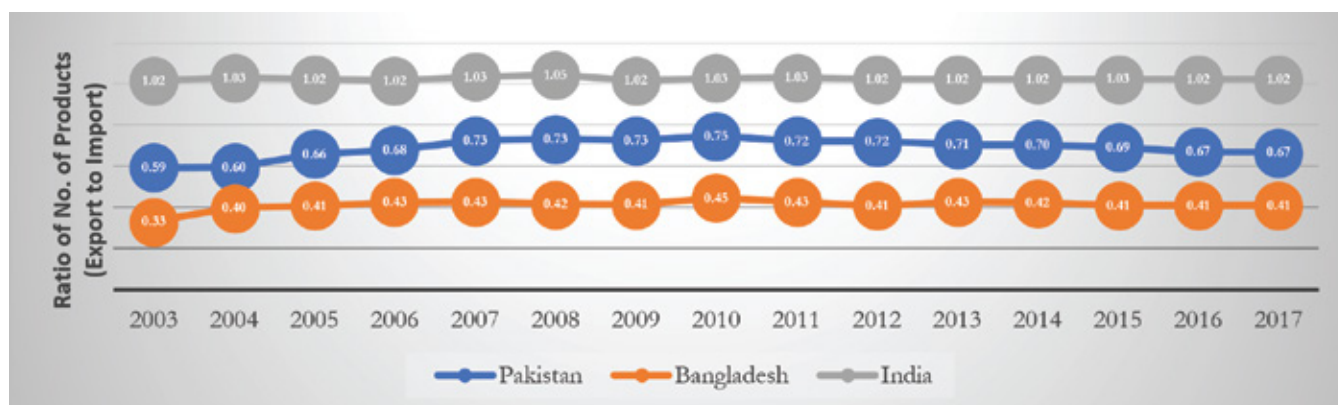 Ratio of No. of Products
(Export to Import)
1.02 1.03 1.02 1.02 1.03 1.05 1.02 1.03 1.03 1.02 1.02 1.02 1.03 1.02 1.02
0.59 0.60 0.66 0.68 0.73 0.73 0.73 0.75 0.72 0.72 0.71 0.70 0.69 0.67 0.67
0.33 0.40 0.41 0.43 0.43 0.42 0.41 0.45 0.43 0.41 0.43 0.42 0.41 0.41 0.41
2003 2004 2005 2006 2007 2008 2009 2010 2011 2012 2013 2014 2015 2016 2017
Pakistan Bangladesh India